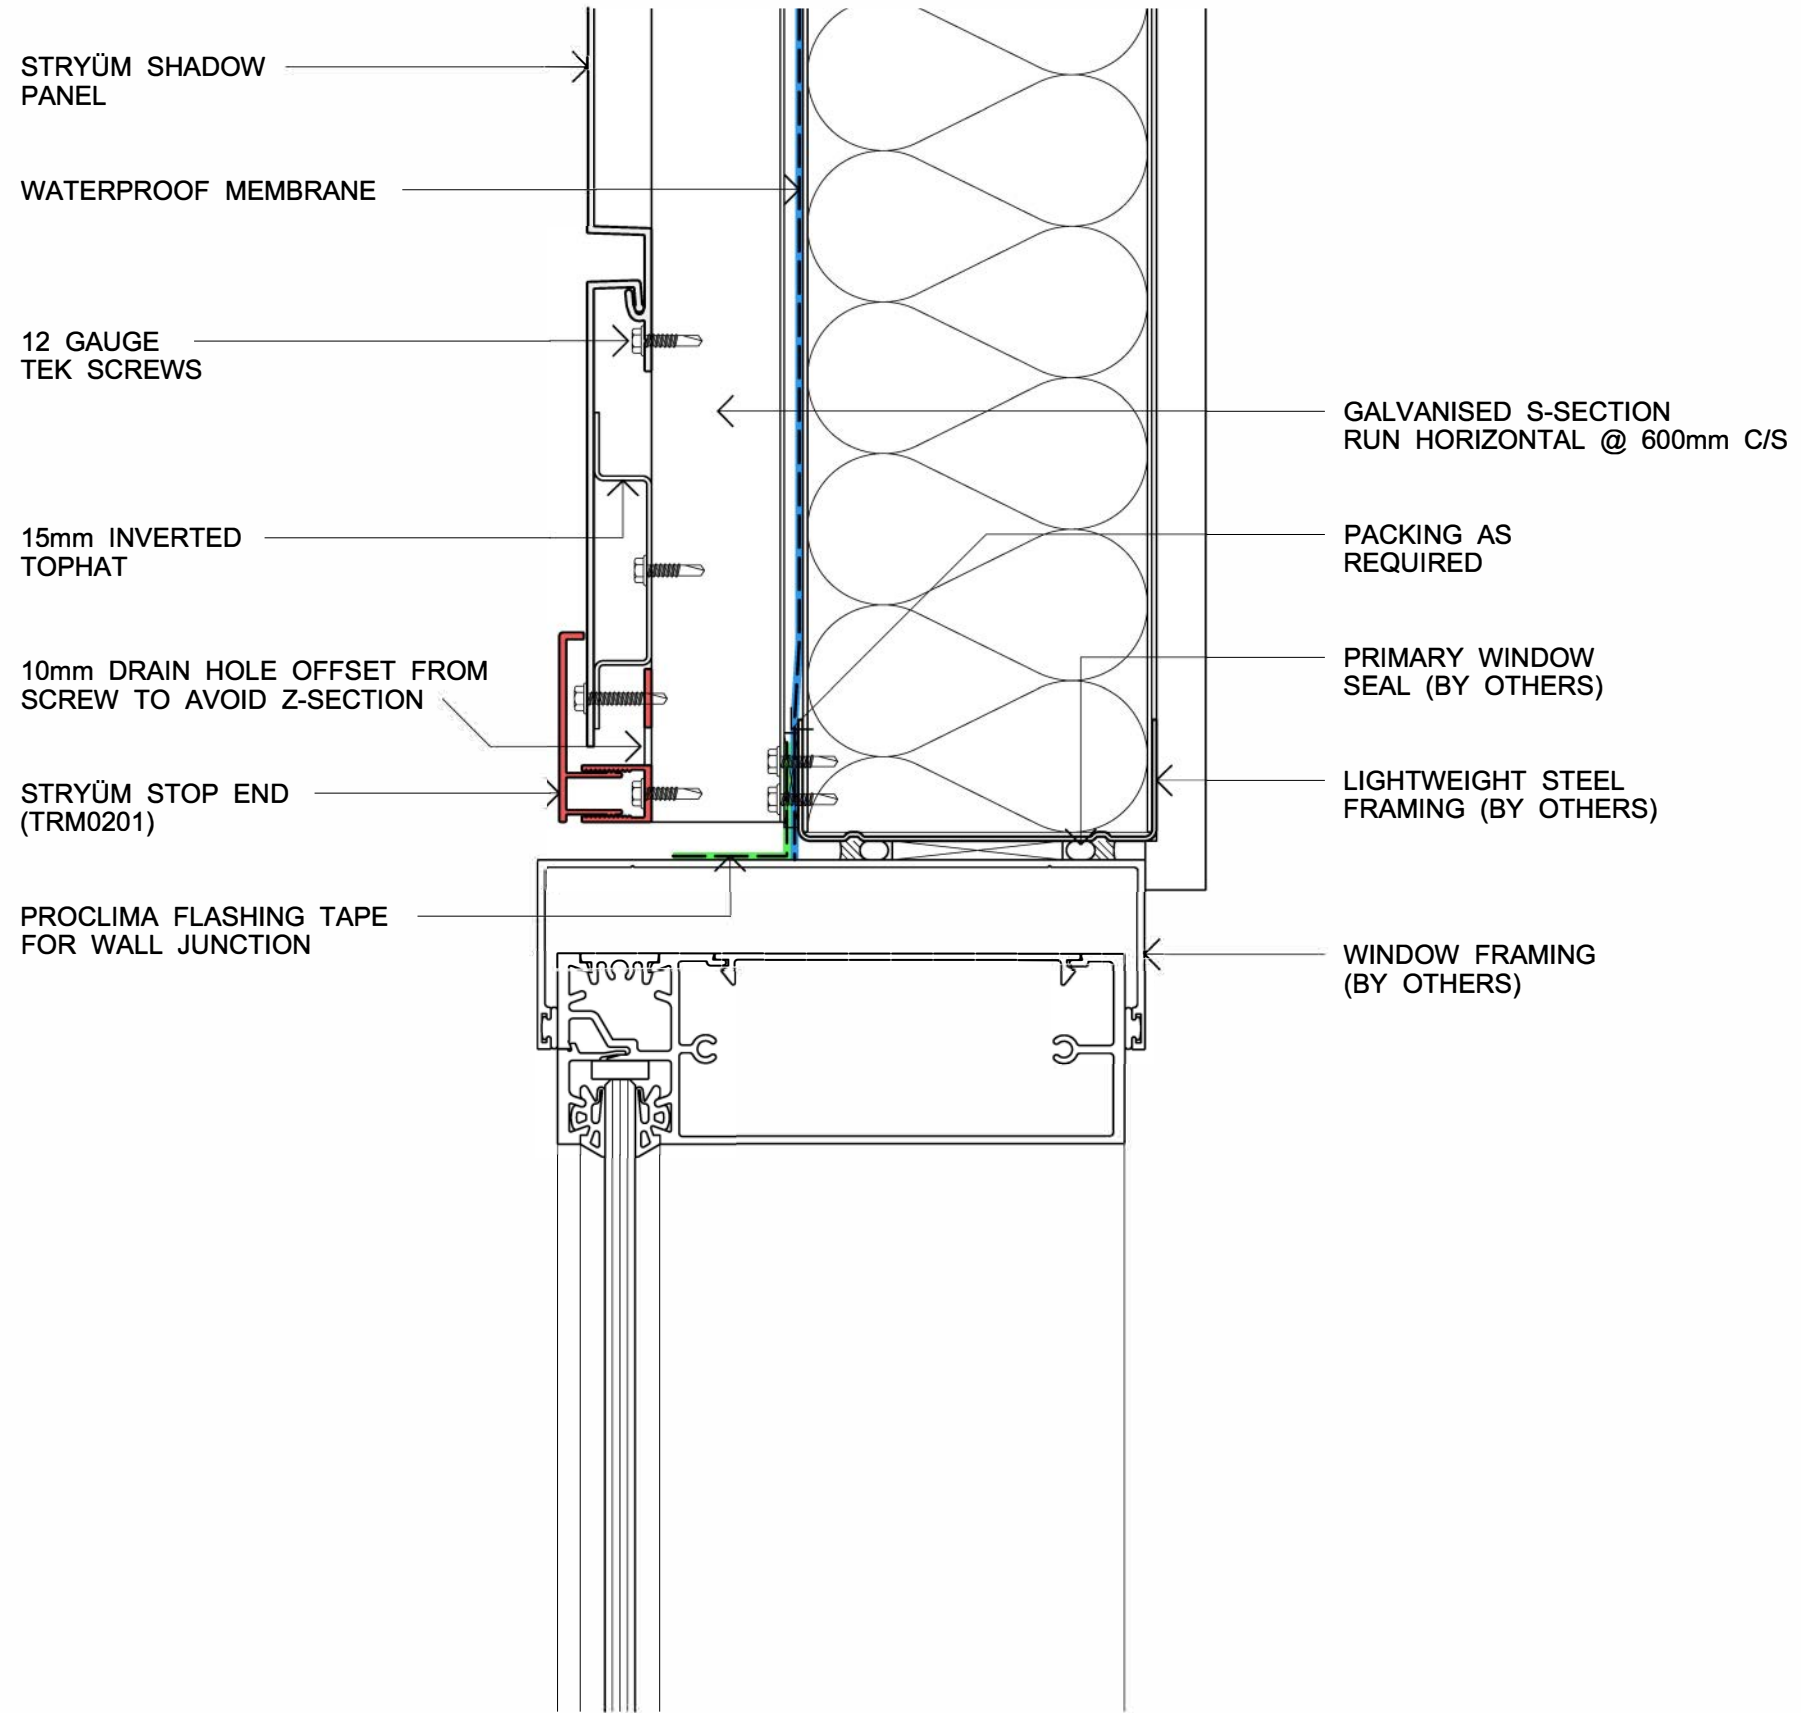 STRYÜM SHADOW
PANEL
WATERPROOF MEMBRANE
12 GAUGE
TEK SCREWS
15mm INVERTED
TOPHAT
10mm DRAIN HOLE OFFSET FROM
SCREW TO AVOID Z-SECTION
STRYÜM STOP END
(TRM0201)
PROCLIMA FLASHING TAPE
FOR WALL JUNCTION
GALVANISED S-SECTION
RUN HORIZONTAL @ 600mm C/S
PACKING AS
REQUIRED
PRIMARY WINDOW
SEAL (BY OTHERS)
LIGHTWEIGHT STEEL
FRAMING (BY OTHERS)
WINDOW FRAMING
(BY OTHERS)